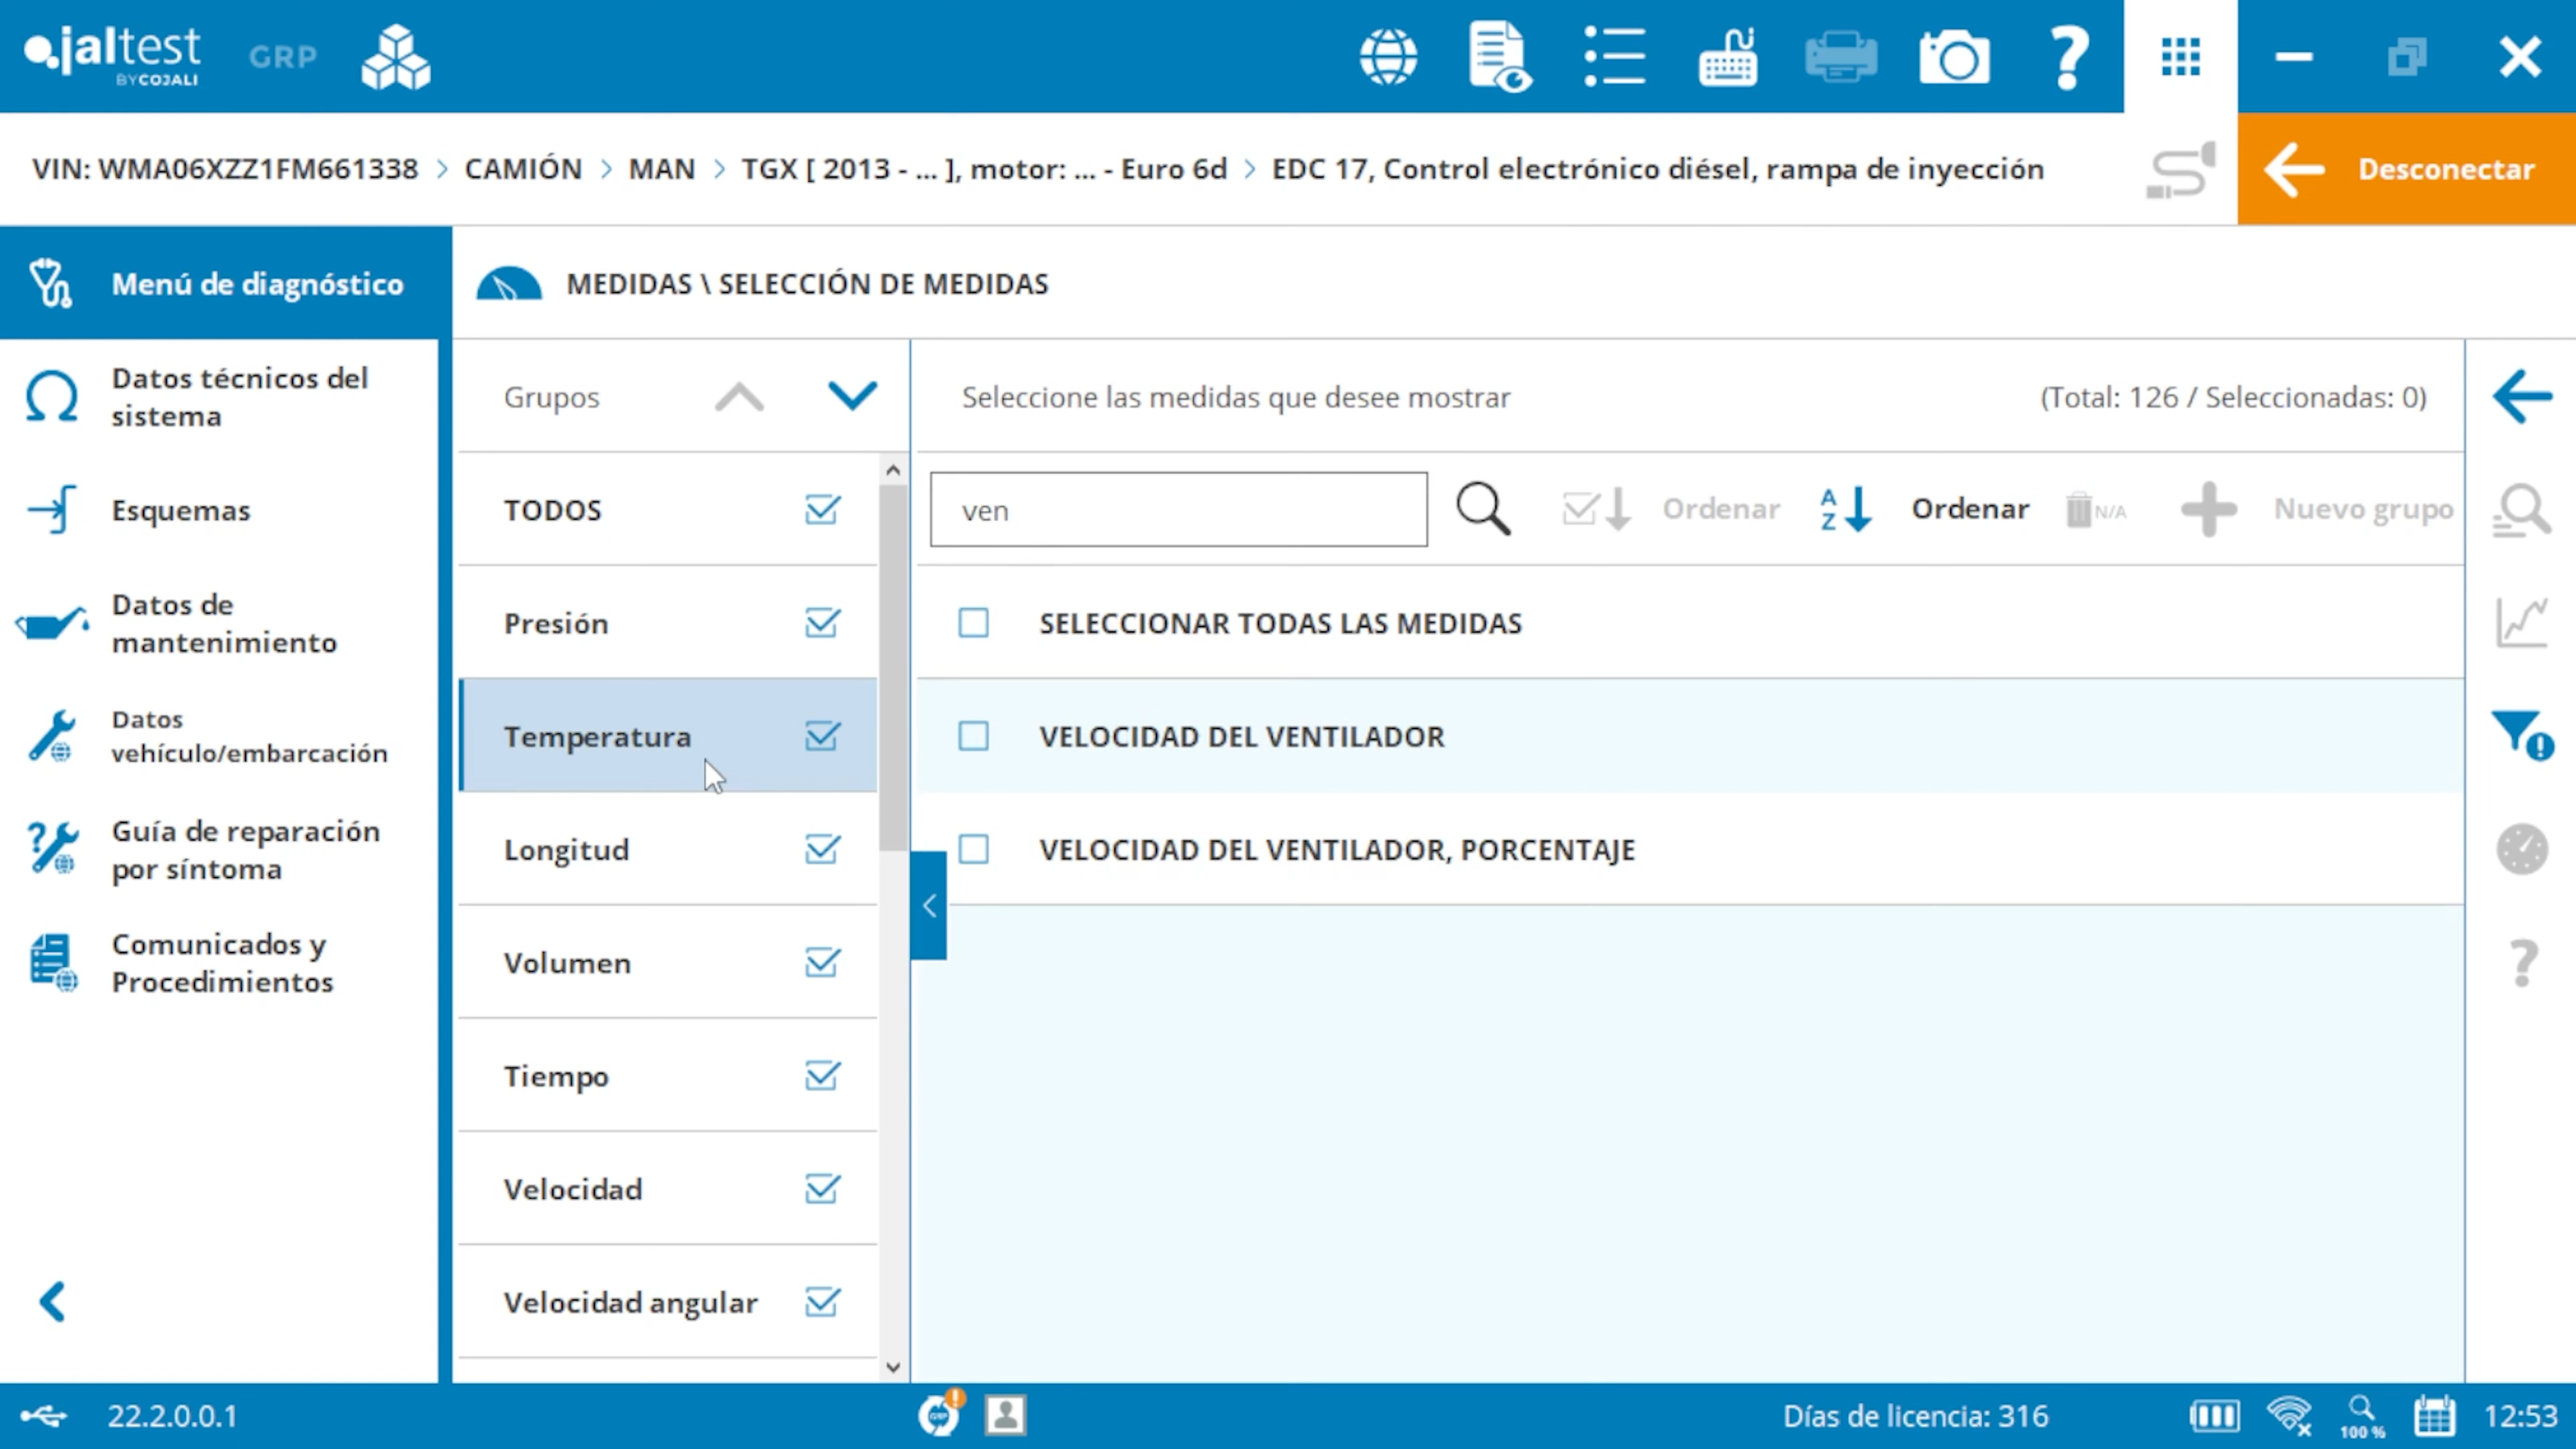 jaltest
BY COJALI
GRP
VIN: WMA06XZZ1FM661338 > CAMIÓN > MAN > TGX [ 2013 - ... ], motor: ... - Euro 6d > EDC 17, Control electrónico diésel, rampa de inyección
Desconectar
Menú de diagnóstico
MEDIDAS \ SELECCIÓN DE MEDIDAS
Datos técnicos del
sistema
Esquemas
Datos de
mantenimiento
Datos
vehículo/embarcación
Guía de reparación
por síntoma
Comunicados y
Procedimientos
Grupos
TODOS
Presión
Temperatura
Longitud
Volumen
Tiempo
Velocidad
Velocidad angular
Seleccione las medidas que desee mostrar
(Total: 126 / Seleccionadas: 0)
ven
Ordenar
A
Z
Ordenar
N/A
Nuevo grupo
SELECCIONAR TODAS LAS MEDIDAS
VELOCIDAD DEL VENTILADOR
VELOCIDAD DEL VENTILADOR, PORCENTAJE
22.2.0.0.1
GRP
Días de licencia: 316
100 %
12:53